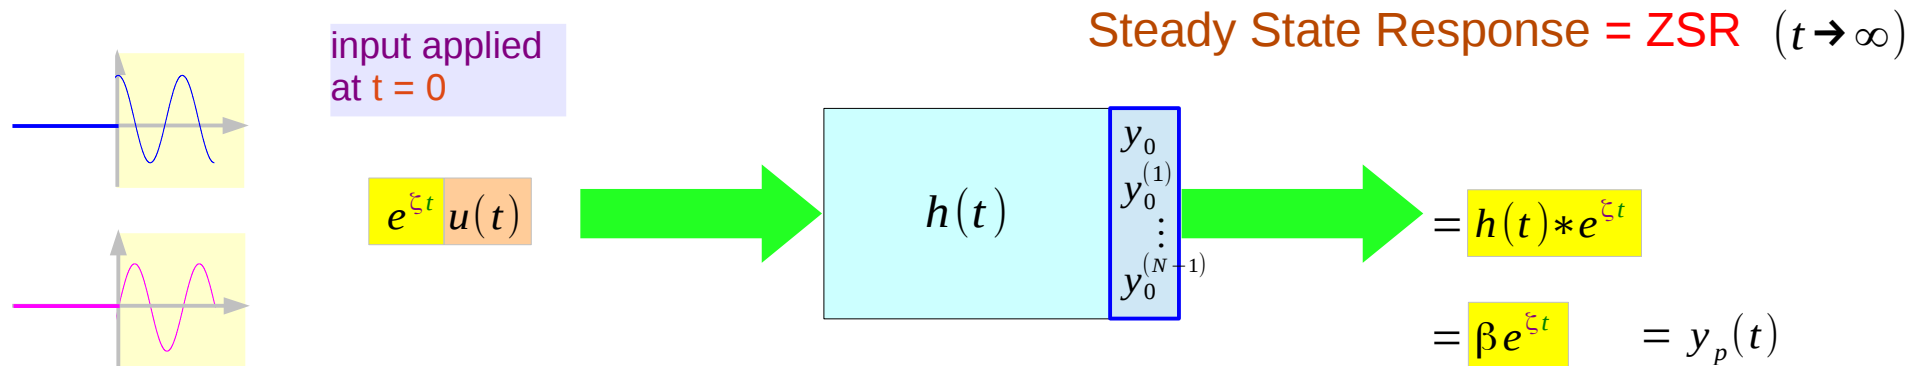 Steady State Response = ZSR (t → ∞)
input applied
at t = 0
e^{ζt} u(t)
h(t)
y_0
y_0^{(1)}
⋮
y_0^{(N−1)}
= h(t)∗e^{ζt}
= βe^{ζt} = y_p(t)